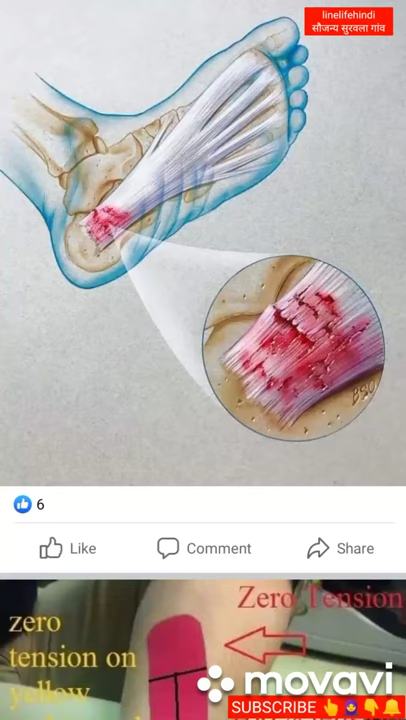 linelifehindi
सौजन्य सुरवला गांव
BSO
6
Like
Comment
Share
Zero Tension
zero
tension on
yellow
movavi
SUBSCRIBE